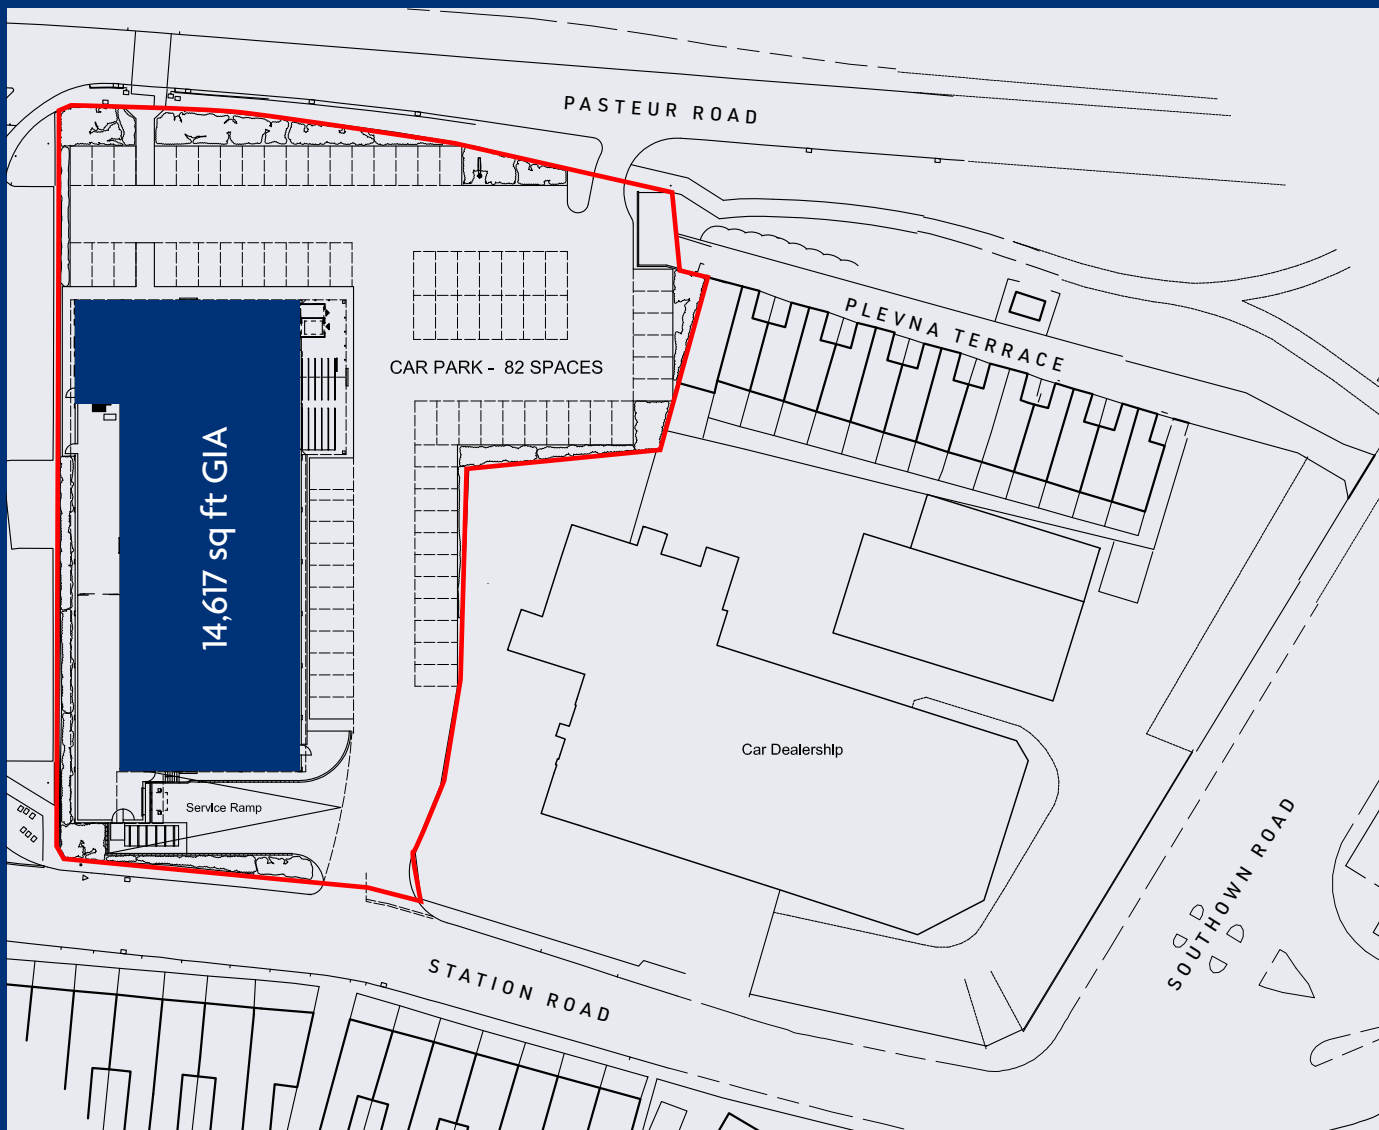 PASTEUR ROAD
PLEVNA TERRACE
CAR PARK - 82 SPACES
14,617 sq ft GIA
Car Dealership
Service Ramp
SOUTHOWN ROAD
STATION ROAD